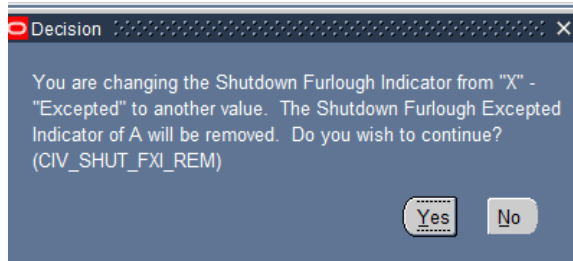 Decision
You are changing the Shutdown Furlough Indicator from "X" -
"Excepted" to another value.  The Shutdown Furlough Excepted
Indicator of A will be removed.  Do you wish to continue?
(CIV_SHUT_FXI_REM)
Yes No